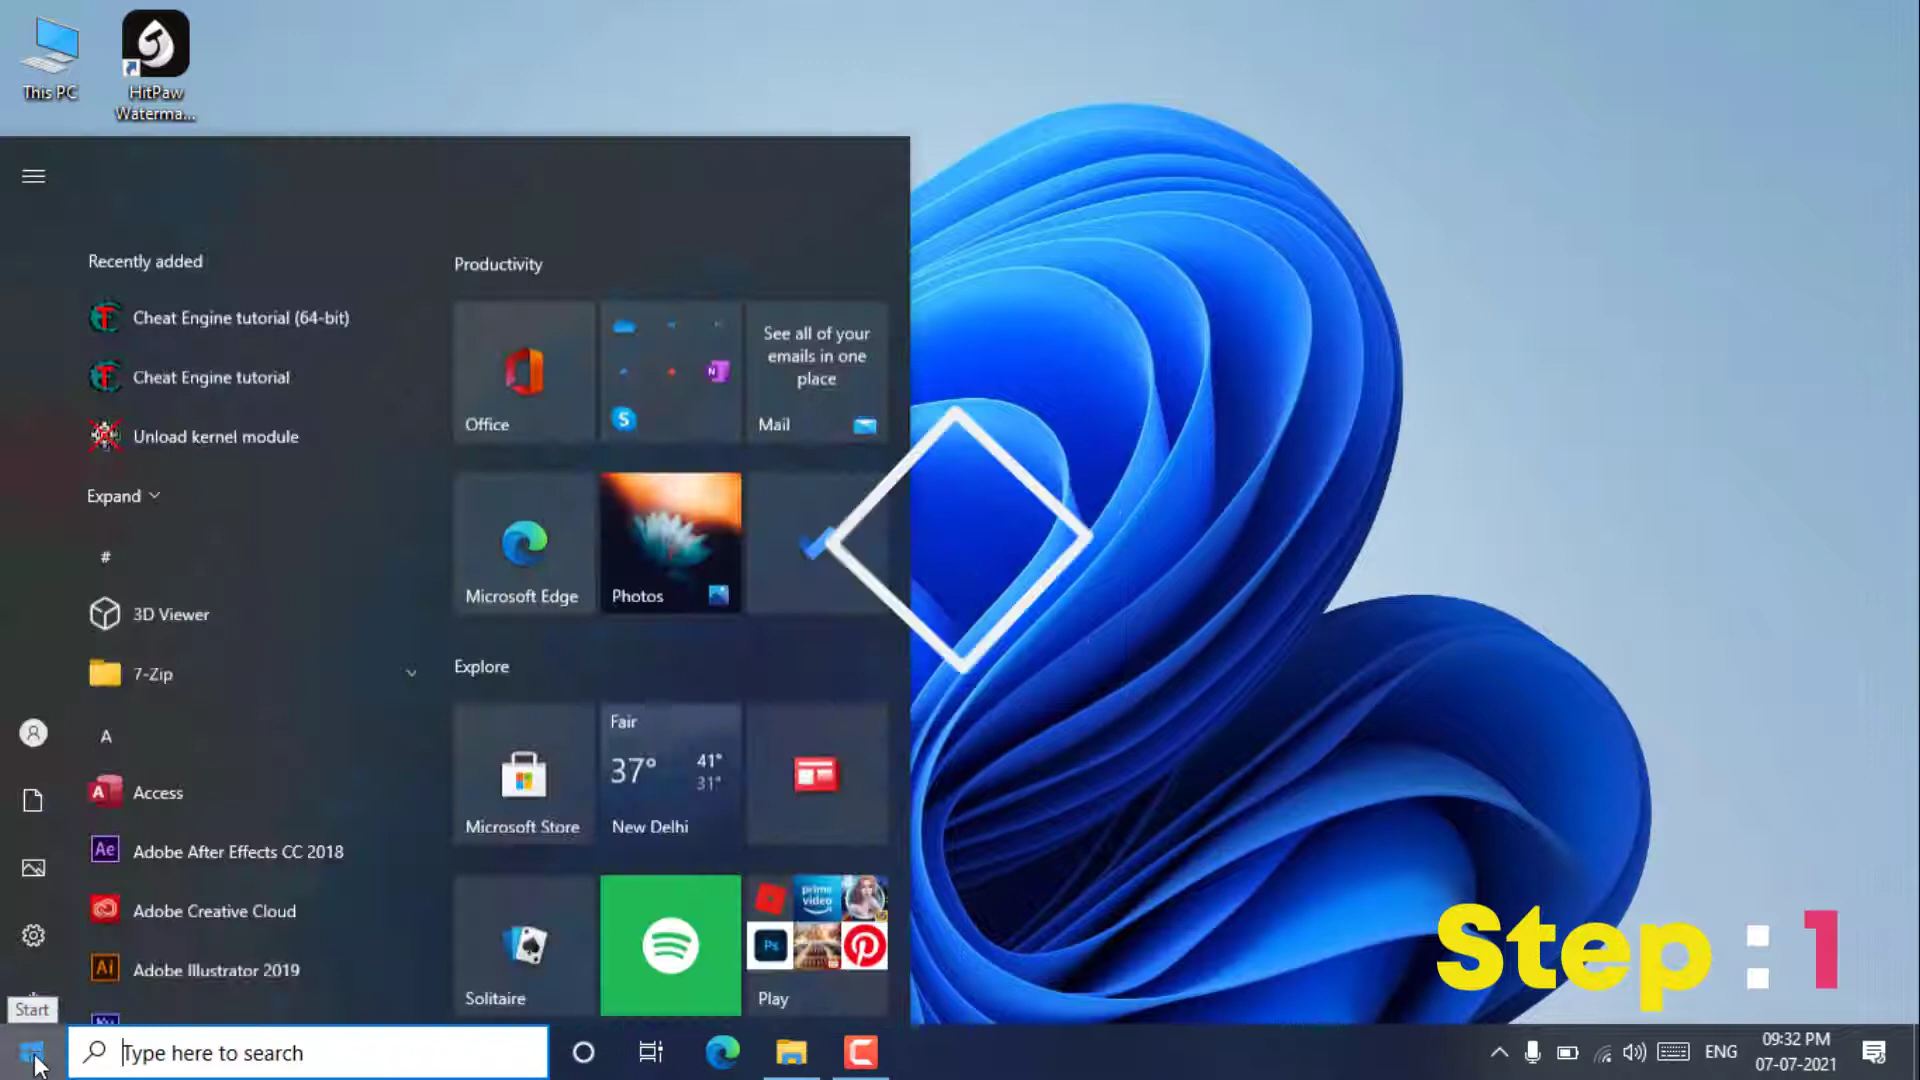 This PC
HitPaw
Waterma...
Recently added
Cheat Engine tutorial (64-bit)
Cheat Engine tutorial
Unload kernel module
Expand
#
3D Viewer
7-Zip
A
Access
Adobe After Effects CC 2018
Adobe Creative Cloud
Adobe Illustrator 2019
Productivity
Office
See all of your
emails in one
place
Mail
Microsoft Edge
Photos
Explore
Microsoft Store
Fair
37°
41°
31°
New Delhi
Solitaire
prime
video
Ps
Play
Step : 1
Start
Type here to search
ENG
09:32 PM
07-07-2021